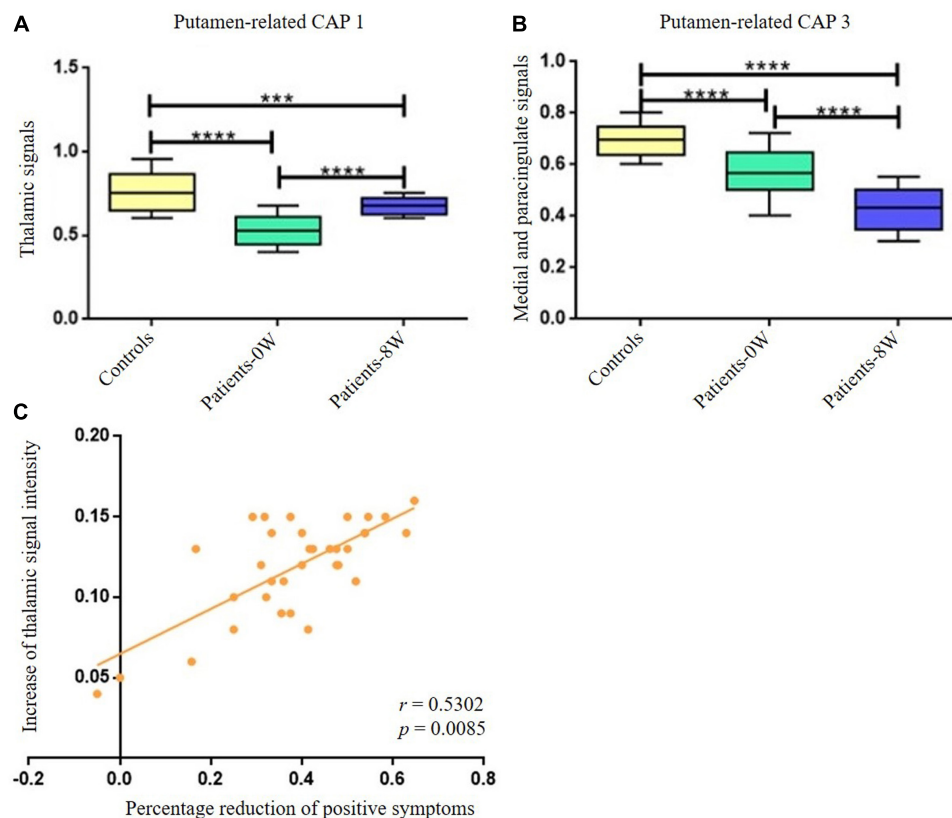 A
Putamen-related CAP 1
Thalamic signals
1.5
1.0
0.5
0.0
***
****
****
Controls
Patients-0W
Patients-8W
B
Putamen-related CAP 3
Medial and paracingulate signals
1.0
0.8
0.6
0.4
0.2
0.0
****
****
****
Controls
Patients-0W
Patients-8W
C
Increase of thalamic signal intensity
0.20
0.15
0.10
0.05
r = 0.5302
p = 0.0085
-0.2 0.0 0.2 0.4 0.6 0.8
Percentage reduction of positive symptoms